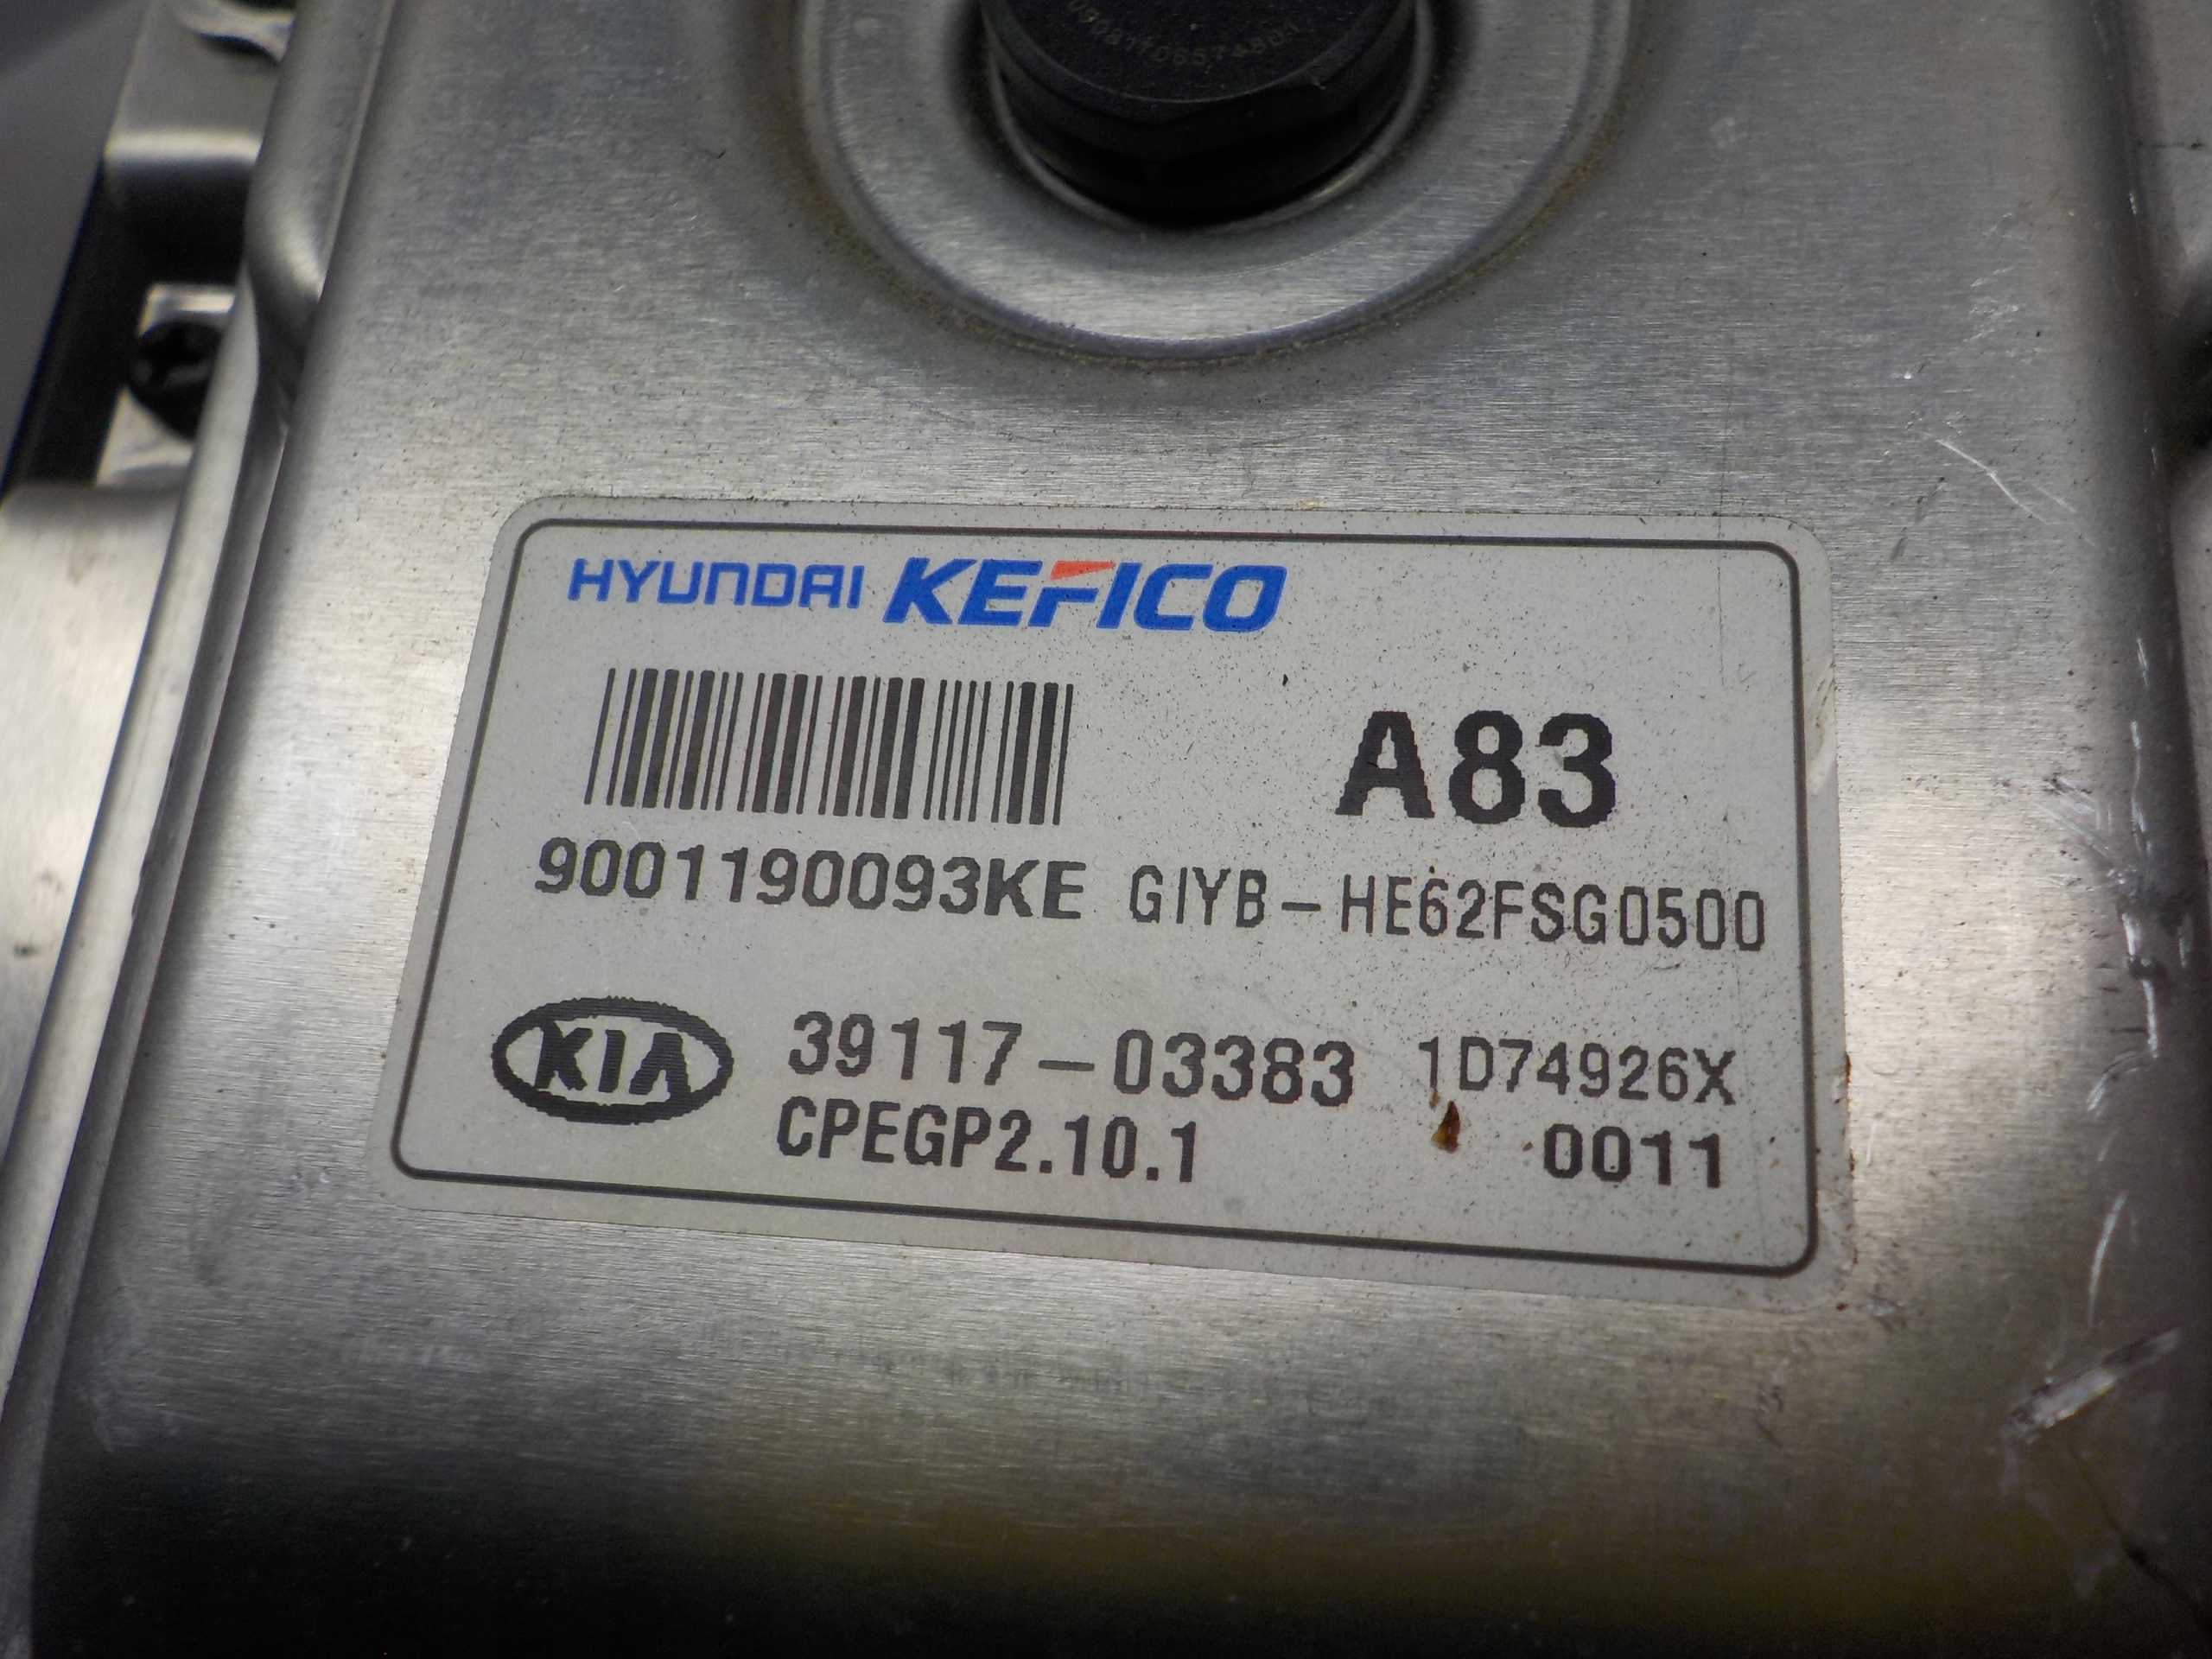 HYUNDAI KEFICO
A83
9001190093KE GIYB-HE62FSG0500
KIA 39117-03383 1D74926X
CPEGP2.10.1 0011